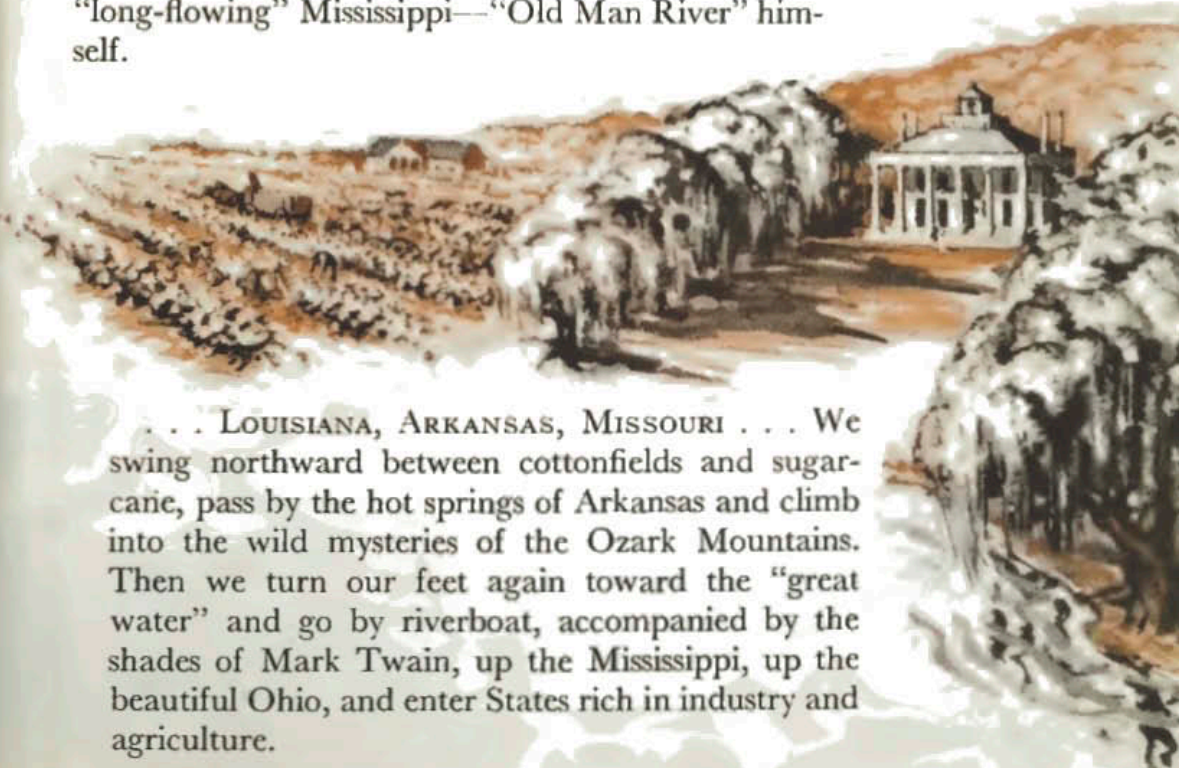 “long-flowing” Mississippi—“Old Man River” him-
self.
. . . Louisiana, Arkansas, Missouri . . . We
swing northward between cottonfields and sugar-
cane, pass by the hot springs of Arkansas and climb
into the wild mysteries of the Ozark Mountains.
Then we turn our feet again toward the “great
water” and go by riverboat, accompanied by the
shades of Mark Twain, up the Mississippi, up the
beautiful Ohio, and enter States rich in industry and
agriculture.